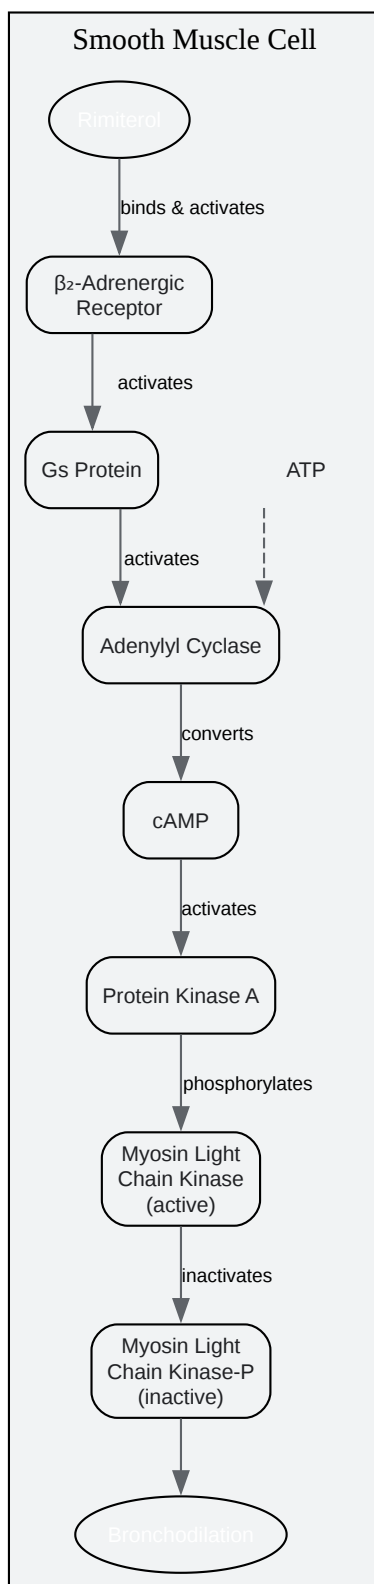 Smooth Muscle Cell
Rimiterol
binds & activates
β₂-Adrenergic
Receptor
activates
Gs Protein
ATP
activates
Adenylyl Cyclase
converts
cAMP
activates
Protein Kinase A
phosphorylates
Myosin Light
Chain Kinase
(active)
inactivates
Myosin Light
Chain Kinase-P
(inactive)
Bronchodilation